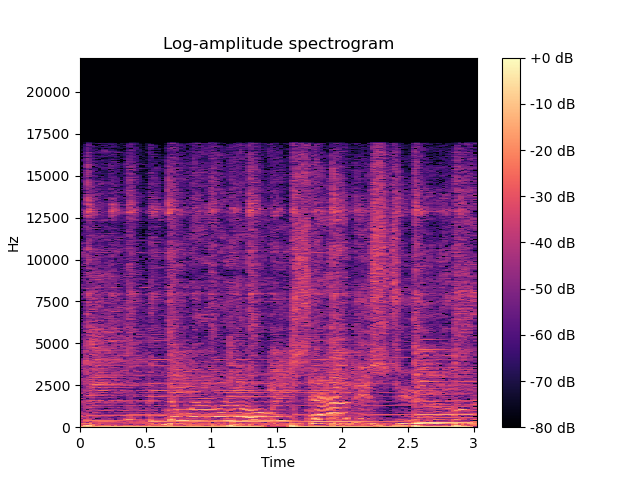 Log-amplitude spectrogram
Hz
20000
17500
15000
12500
10000
7500
5000
2500
0
0
0.5
1
1.5
2
2.5
3
Time
+0 dB
-10 dB
-20 dB
-30 dB
-40 dB
-50 dB
-60 dB
-70 dB
-80 dB